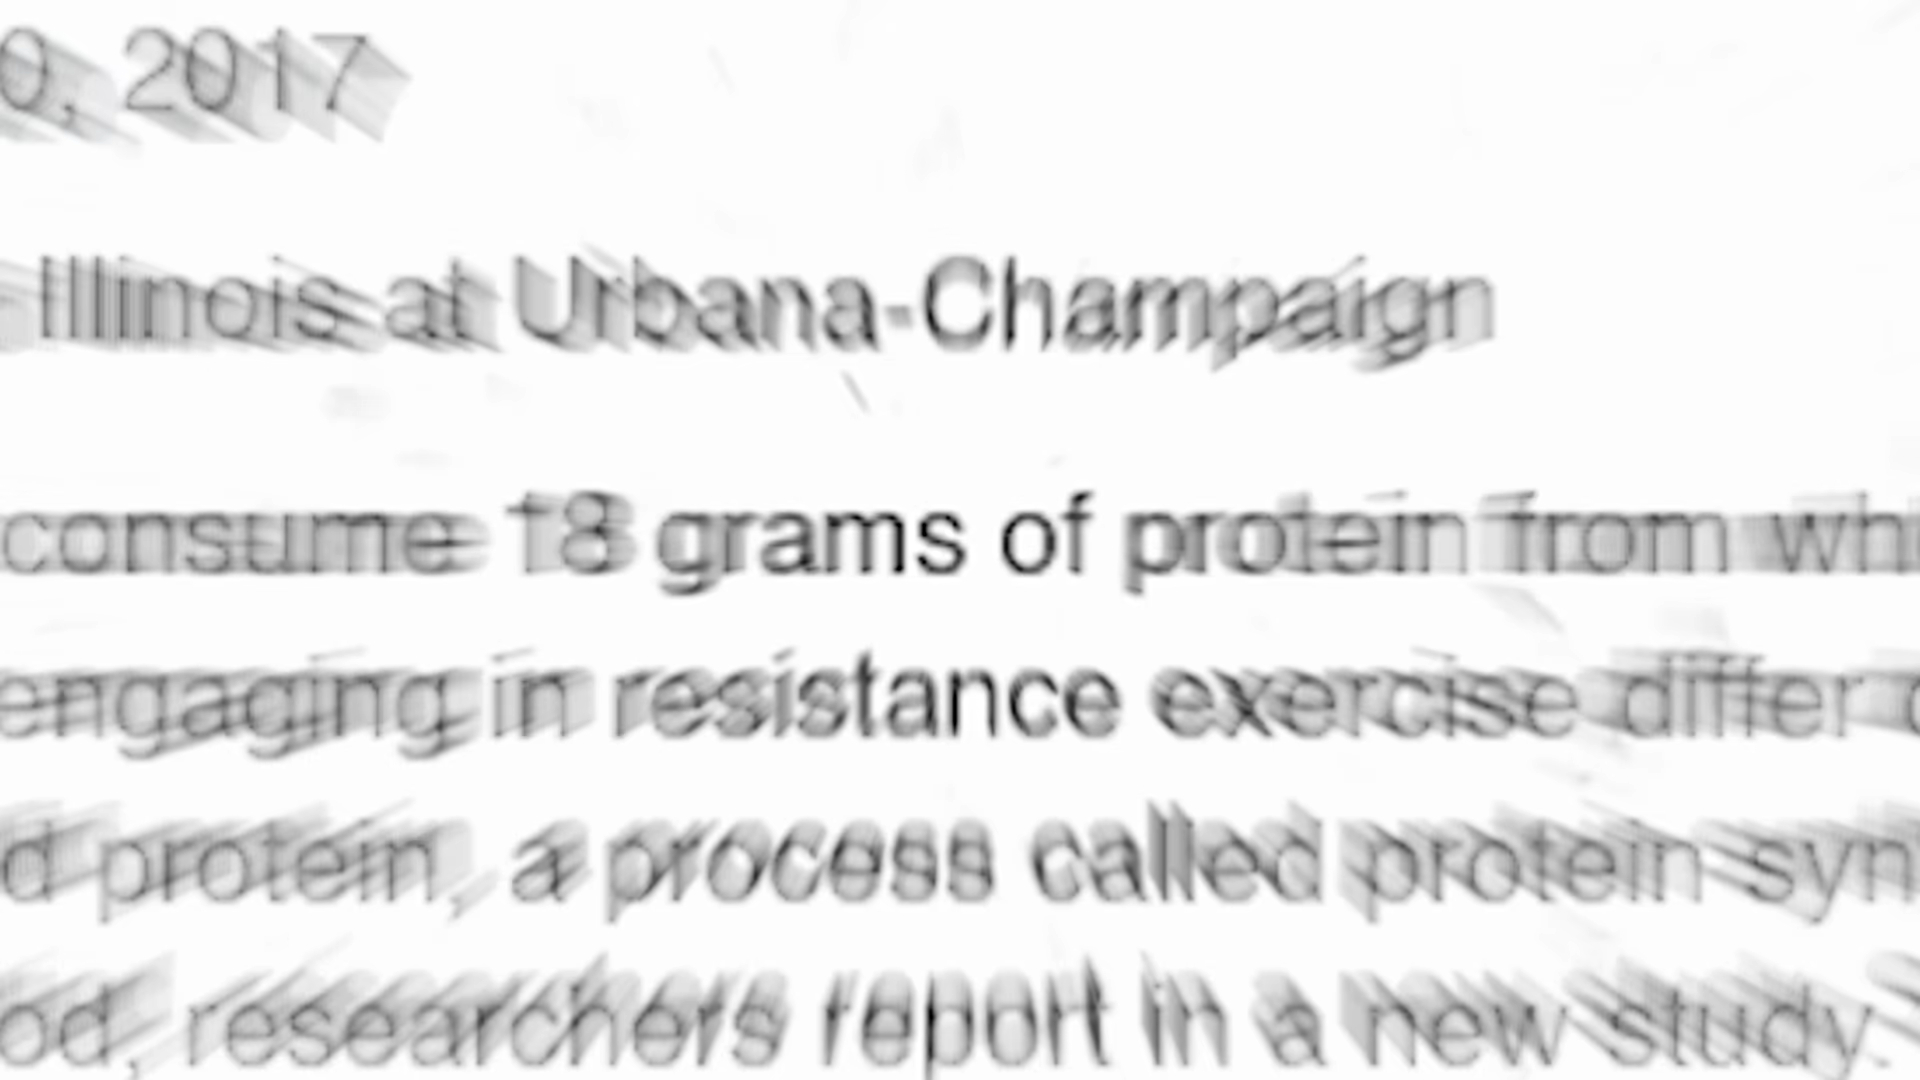 0, 2017
Illinois at Urbana-Champaign
consume 18 grams of protein from wh
engaging in resistance exercise differ
d protein, a process called protein syn
od, researchers report in a new study.